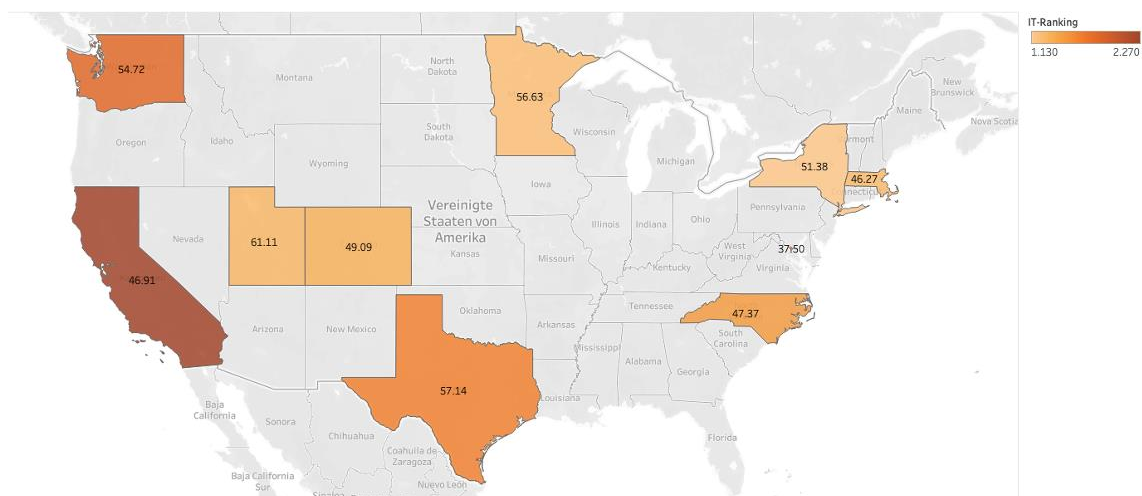 IT-Ranking
1.130 2.270
New
Brunswick
Maine
Nova Scotia
54.72
Montana
North
Dakota
56.63
Oregon
Idaho
South
Dakota
Wisconsin
Wyoming
Michigan
51.38
46.27
Iowa
Vereinigte
Staaten von
Amerika
Pennsylvania
Nevada
61.11
49.09
Kansas
Illinois
Indiana
Ohio
West
Virginia
37.50
Missouri
Kentucky
Virginia
46.91
Tennessee
47.37
Oklahoma
Arizona
New Mexico
Arkansas
South
Carolina
Mississippi
Alabama
Georgia
57.14
Louisiana
Baja
California
Sonora
Chihuahua
Florida
Coahuila de
Zaragoza
Baja California
Sur
Nuevo León